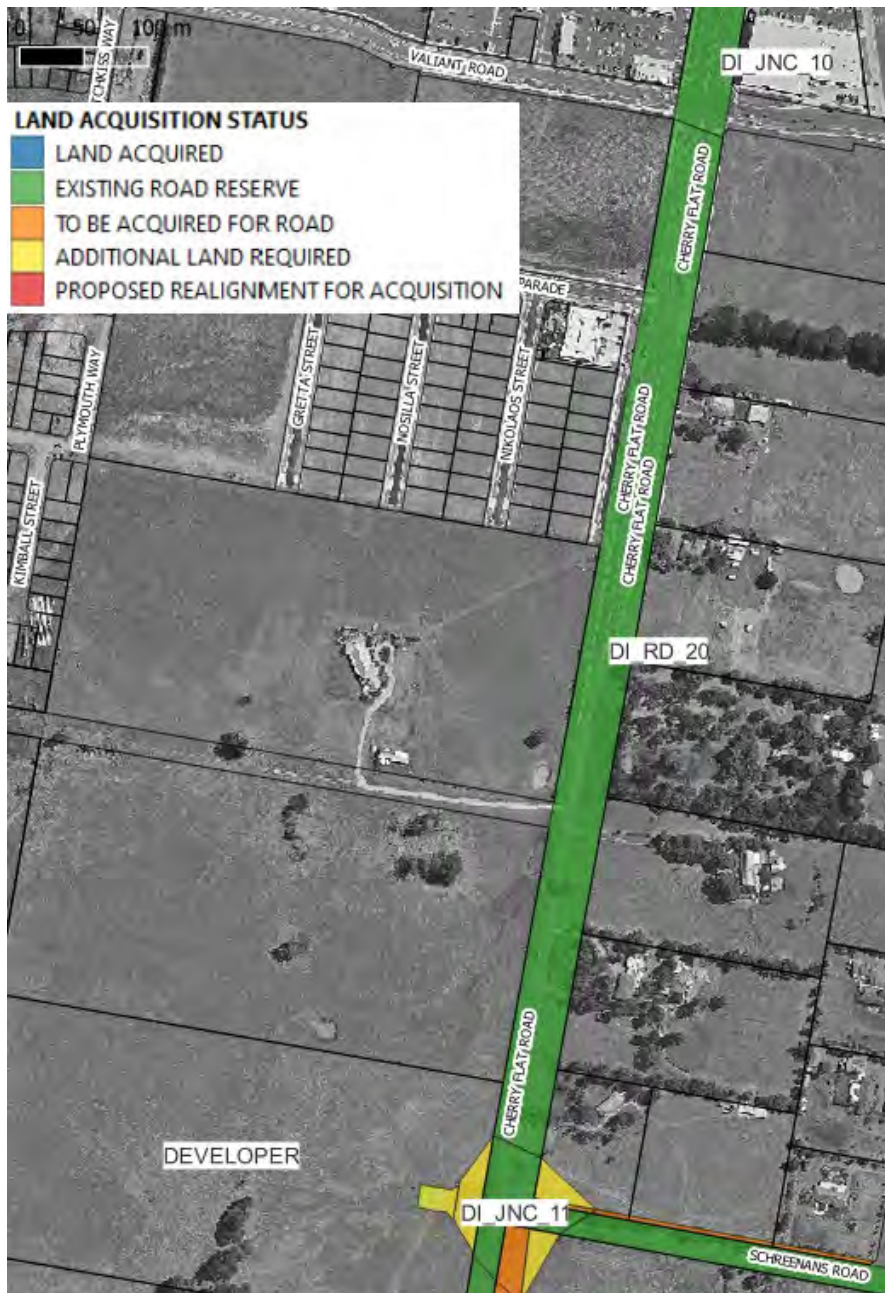 0 50 100 m
TCHKISS WAY
VALIANT ROAD
DI_JNC_10
LAND ACQUISITION STATUS
LAND ACQUIRED
EXISTING ROAD RESERVE
TO BE ACQUIRED FOR ROAD
ADDITIONAL LAND REQUIRED
PROPOSED REALIGNMENT FOR ACQUISITION
CHERRY FLAT ROAD
PARADE
GRETTA STREET
NOSILLA STREET
NIKOLAOS STREET
PLYMOUTH WAY
CHERRY FLAT ROAD
CHERRY FLAT ROAD
KIMBALL STREET
DI_RD_20
CHERRY FLAT ROAD
DEVELOPER
DI_JNC_11
SCHREENANS ROAD